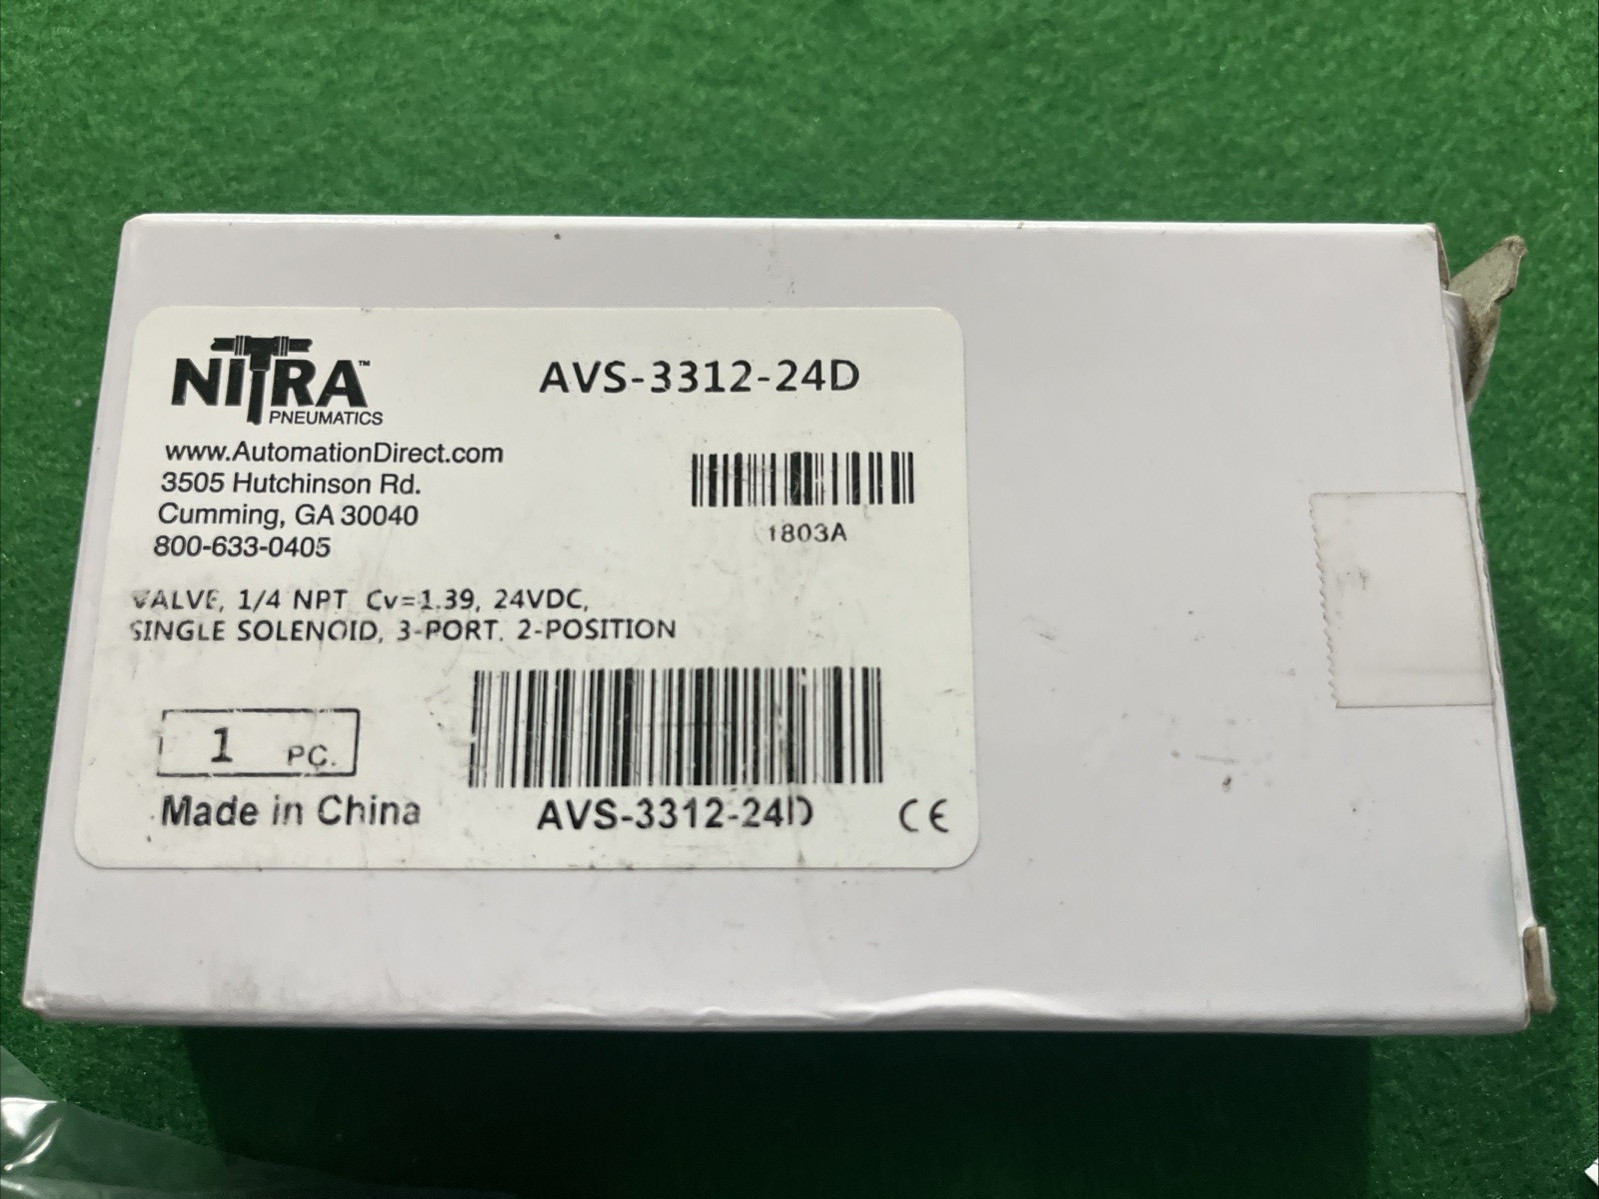 NITRA™
PNEUMATICS
AVS-3312-24D
www.AutomationDirect.com
3505 Hutchinson Rd.
Cumming, GA 30040
800-633-0405
1803A
VALVE, 1/4 NPT Cv=1.39, 24VDC,
SINGLE SOLENOID, 3-PORT, 2-POSITION
1 PC.
Made in China
AVS-3312-24D
CE